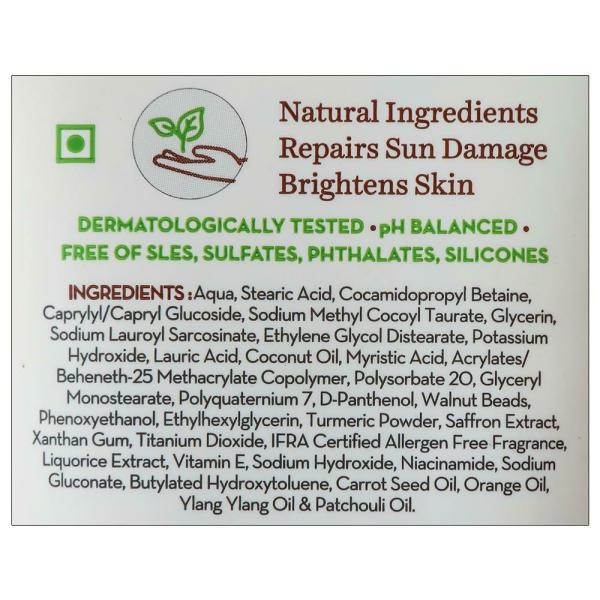 Natural Ingredients
Repairs Sun Damage
Brightens Skin
DERMATOLOGICALLY TESTED • pH BALANCED •
FREE OF SLES, SULFATES, PHTHALATES, SILICONES
INGREDIENTS: Aqua, Stearic Acid, Cocamidopropyl Betaine,
Caprylyl/Capryl Glucoside, Sodium Methyl Cocoyl Taurate, Glycerin,
Sodium Lauroyl Sarcosinate, Ethylene Glycol Distearate, Potassium
Hydroxide, Lauric Acid, Coconut Oil, Myristic Acid, Acrylates/
Beheneth-25 Methacrylate Copolymer, Polysorbate 20, Glyceryl
Monostearate, Polyquaternium 7, D-Panthenol, Walnut Beads,
Phenoxyethanol, Ethylhexylglycerin, Turmeric Powder, Saffron Extract,
Xanthan Gum, Titanium Dioxide, IFRA Certified Allergen Free Fragrance,
Liquorice Extract, Vitamin E, Sodium Hydroxide, Niacinamide, Sodium
Gluconate, Butylated Hydroxytoluene, Carrot Seed Oil, Orange Oil,
Ylang Ylang Oil & Patchouli Oil.